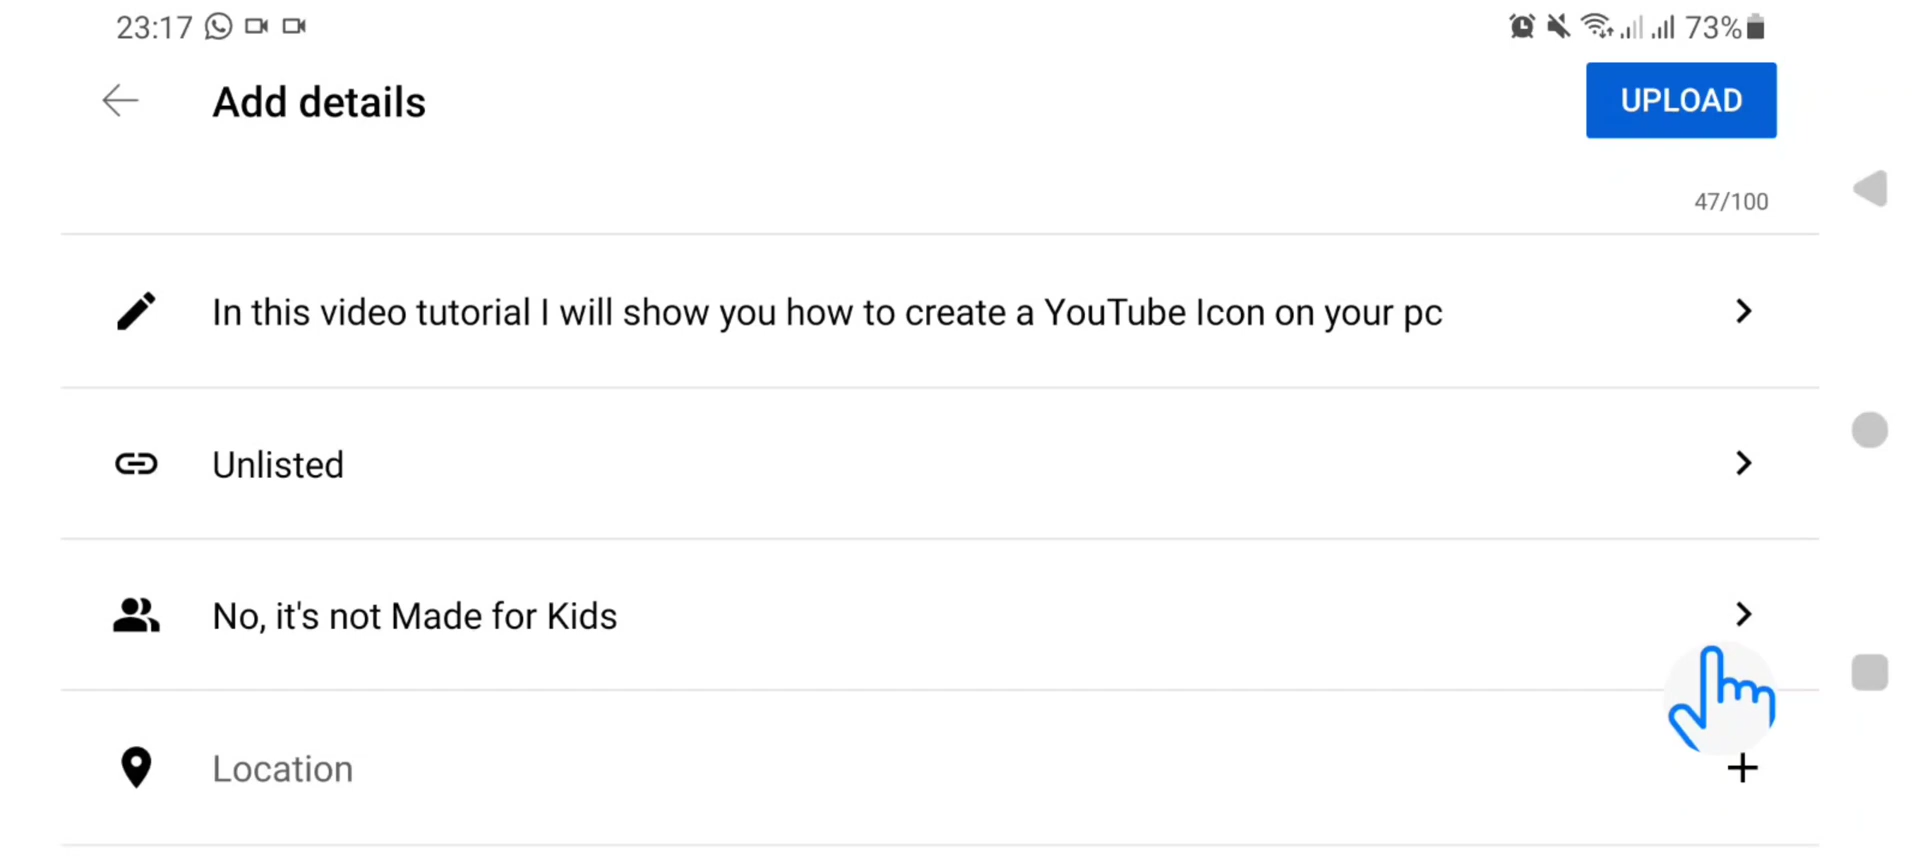 23:17 73%
Add details UPLOAD
47/100
In this video tutorial I will show you how to create a YouTube Icon on your pc
Unlisted
No, it's not Made for Kids
Location